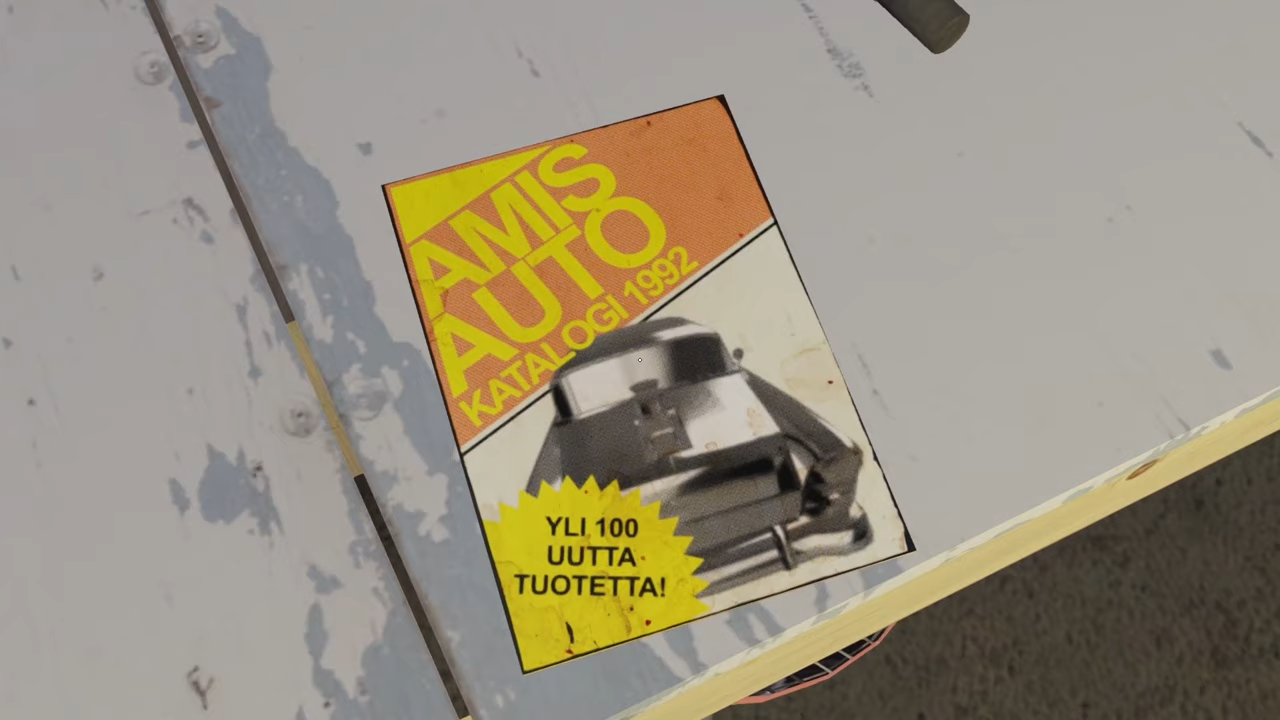 AMIS
AUTO
KATALOGI 1992
YLI 100
UUTTA
TUOTETTA!